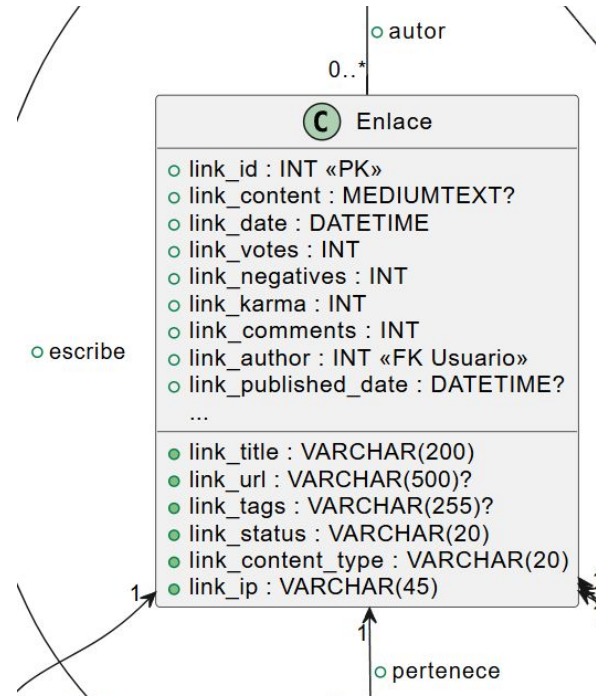 autor
0..*
C Enlace
link_id : INT «PK»
link_content : MEDIUMTEXT?
link_date : DATETIME
link_votes : INT
link_negatives : INT
link_karma : INT
link_comments : INT
escribe
link_author : INT «FK Usuario»
link_published_date : DATETIME?
...
link_title : VARCHAR(200)
link_url : VARCHAR(500)?
link_tags : VARCHAR(255)?
link_status : VARCHAR(20)
link_content_type : VARCHAR(20)
link_ip : VARCHAR(45)
1
1
pertenece